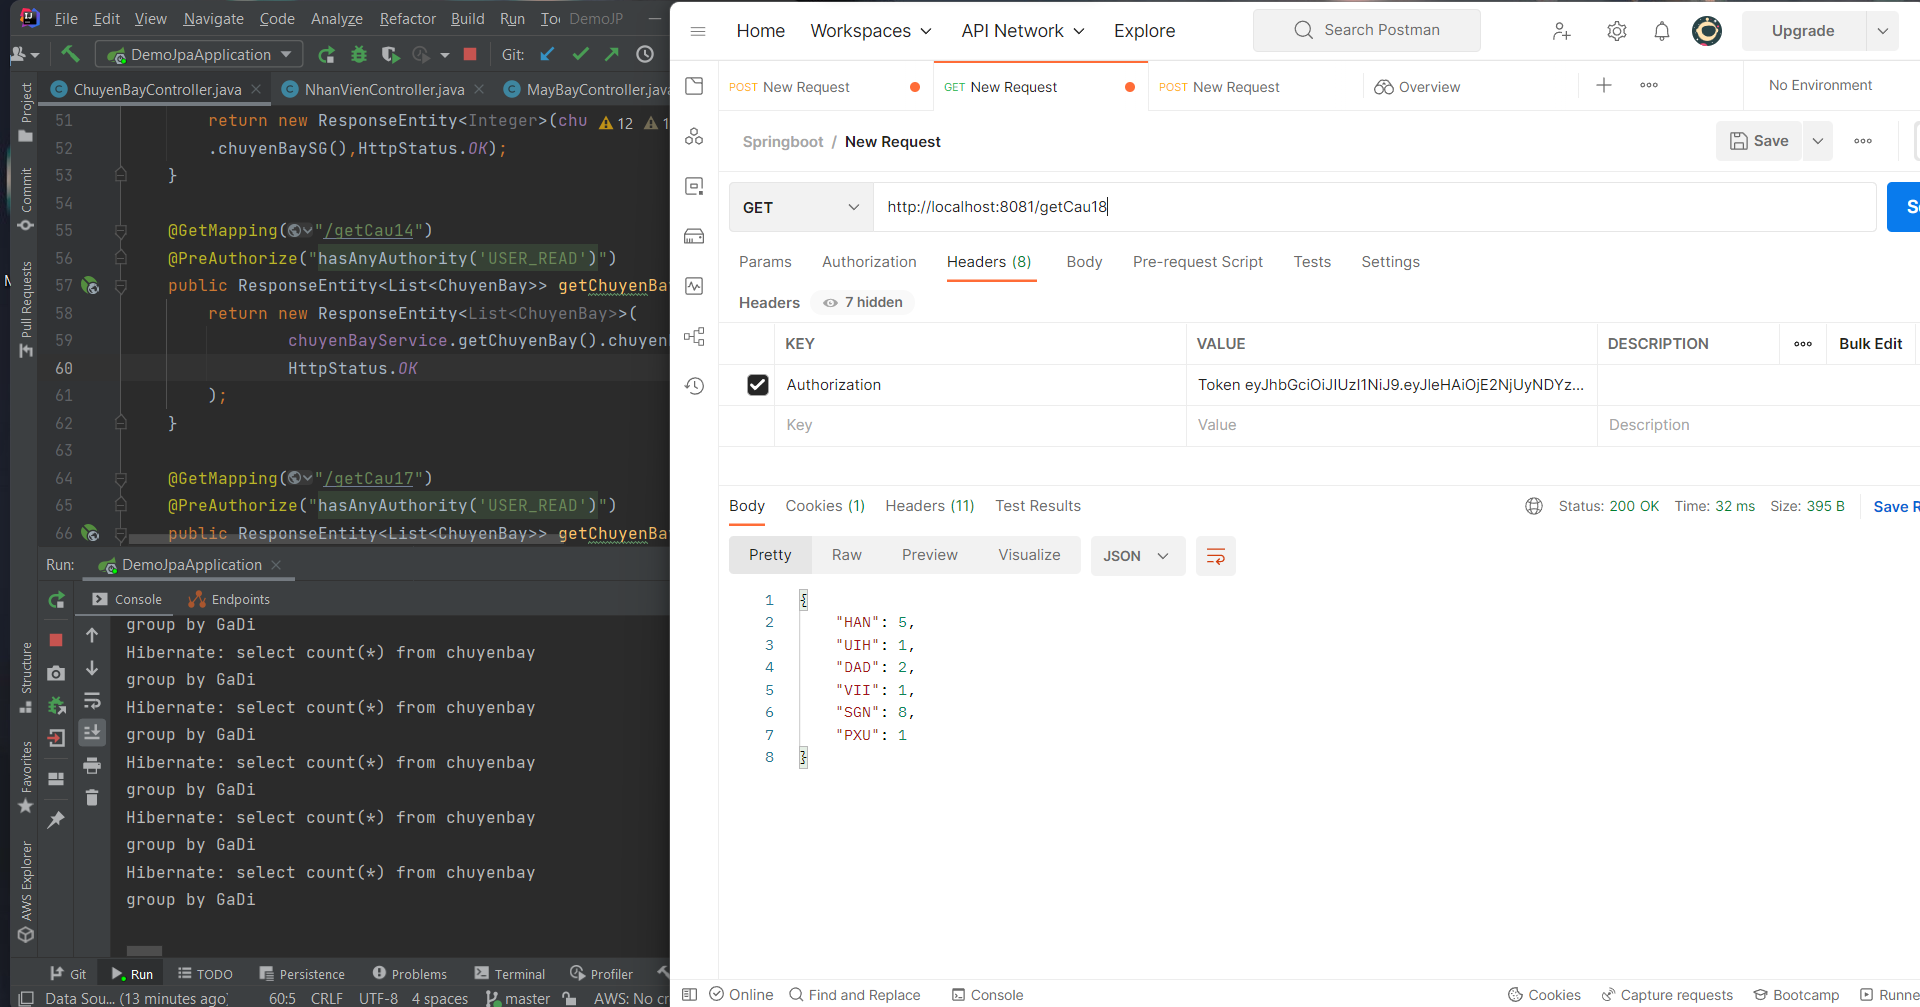 File Edit View Navigate Code Analyze Refactor Build Run DemoJP
DemoJpaApplication Git:
ChuyenBayController.java NhanVienController.java MayBayController.java
Project
Commit
Pull Requests
51 return new ResponseEntity<Integer>(chu 12
52 .chuyenBaySG(),HttpStatus.OK);
53 }
54
55 @GetMapping("/getCau14")
56 @PreAuthorize("hasAnyAuthority('USER_READ')")
57 public ResponseEntity<List<ChuyenBay>> getChuyenBa
58 return new ResponseEntity<List<ChuyenBay>>(
59 chuyenBayService.getChuyenBay().chuyen
60 HttpStatus.OK
61 );
62 }
63
64 @GetMapping("/getCau17")
65 @PreAuthorize("hasAnyAuthority('USER_READ')")
66 public ResponseEntity<List<ChuyenBay>> getChuyenBa
Run: DemoJpaApplication
Console Endpoints
Structure
Favorites
AWS Explorer
group by GaDi
Hibernate: select count(*) from chuyenbay
group by GaDi
Hibernate: select count(*) from chuyenbay
group by GaDi
Hibernate: select count(*) from chuyenbay
group by GaDi
Hibernate: select count(*) from chuyenbay
group by GaDi
Hibernate: select count(*) from chuyenbay
group by GaDi
Git Run TODO Persistence Problems Terminal Profiler
Data Sou... (13 minutes ago) 60:5 CRLF UTF-8 4 spaces master AWS: No cr
Home Workspaces API Network Explore Search Postman Upgrade
POST New Request GET New Request POST New Request Overview No Environment
Springboot / New Request Save
GET http://localhost:8081/getCau18
Params Authorization Headers (8) Body Pre-request Script Tests Settings
Headers 7 hidden
KEY VALUE DESCRIPTION Bulk Edit
Authorization Token eyJhbGciOiJIUzI1NiJ9.eyJleHAiOjE2NjUyNDYz...
Key Value Description
Body Cookies (1) Headers (11) Test Results Status: 200 OK Time: 32 ms Size: 395 B Save R
Pretty Raw Preview Visualize JSON
1 {
2 "HAN": 5,
3 "UIH": 1,
4 "DAD": 2,
5 "VII": 1,
6 "SGN": 8,
7 "PXU": 1
8 }
Online Find and Replace Console Cookies Capture requests Bootcamp Runne